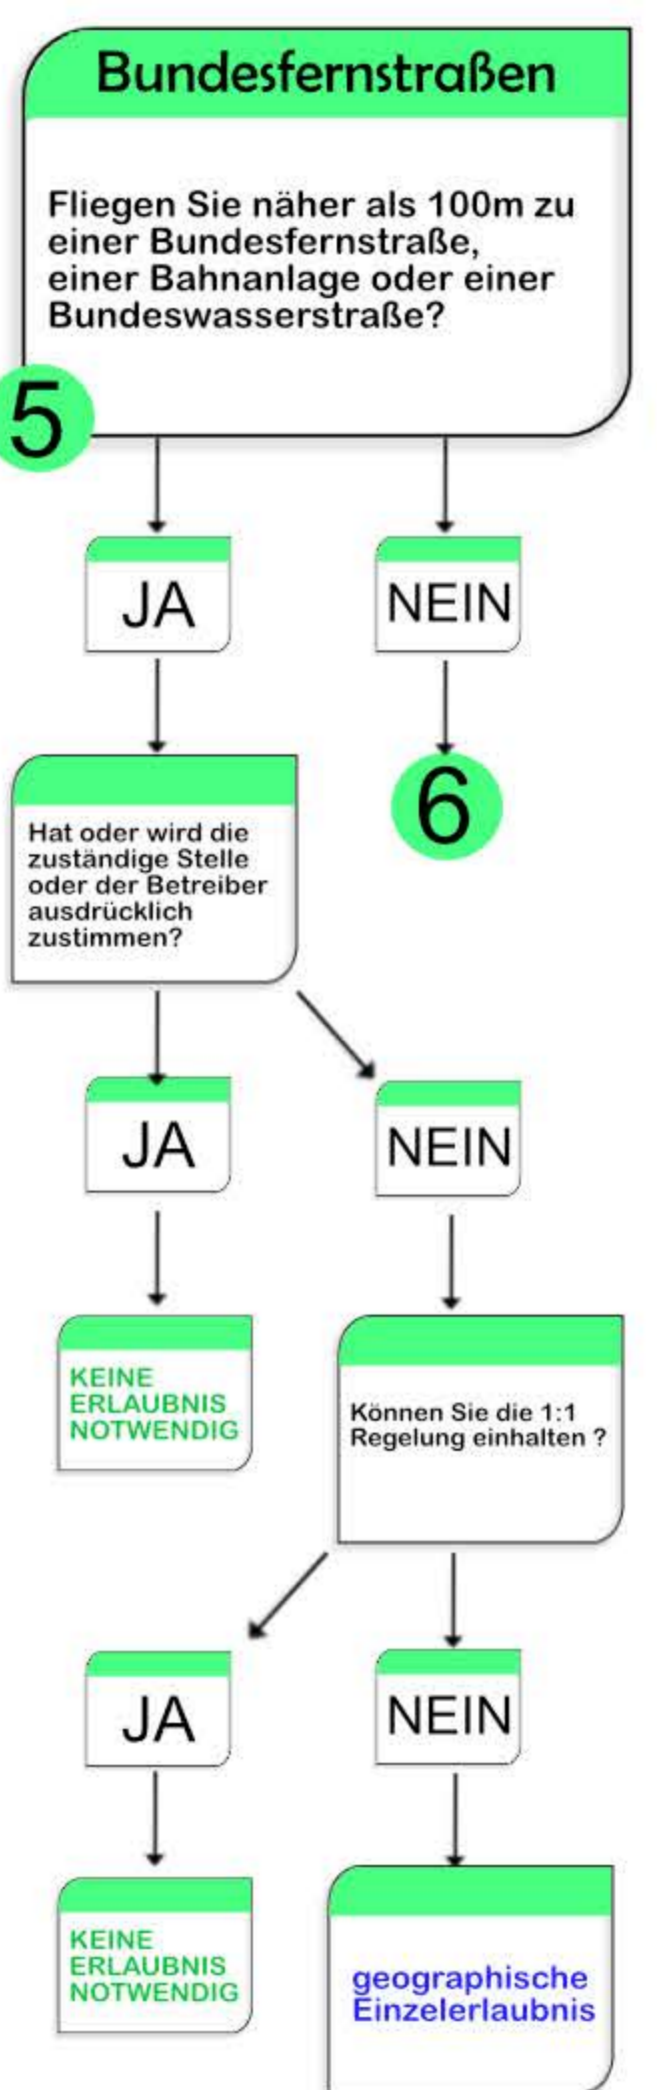 Bundesfernstraßen
Fliegen Sie näher als 100m zu
einer Bundesfernstraße,
einer Bahnanlage oder einer
Bundeswasserstraße?
5
JA
NEIN
6
Hat oder wird die
zuständige Stelle
oder der Betreiber
ausdrücklich
zustimmen?
JA
NEIN
KEINE
ERLAUBNIS
NOTWENDIG
Können Sie die 1:1
Regelung einhalten ?
JA
NEIN
KEINE
ERLAUBNIS
NOTWENDIG
geographische
Einzelerlaubnis